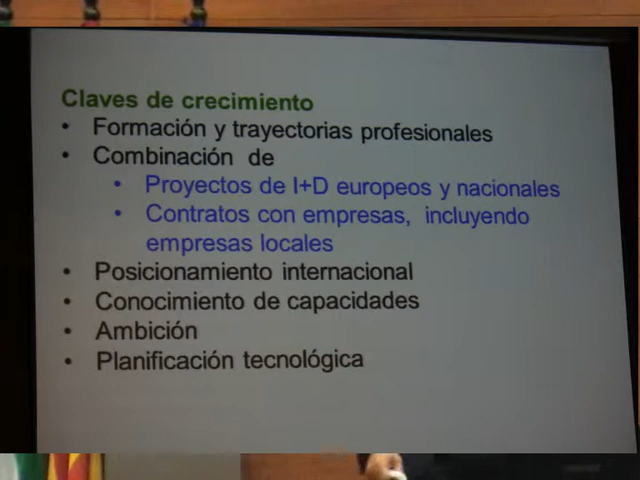 Claves de crecimiento
• Formación y trayectorias profesionales
• Combinación de
• Proyectos de I+D europeos y nacionales
• Contratos con empresas, incluyendo
empresas locales
• Posicionamiento internacional
• Conocimiento de capacidades
• Ambición
• Planificación tecnológica